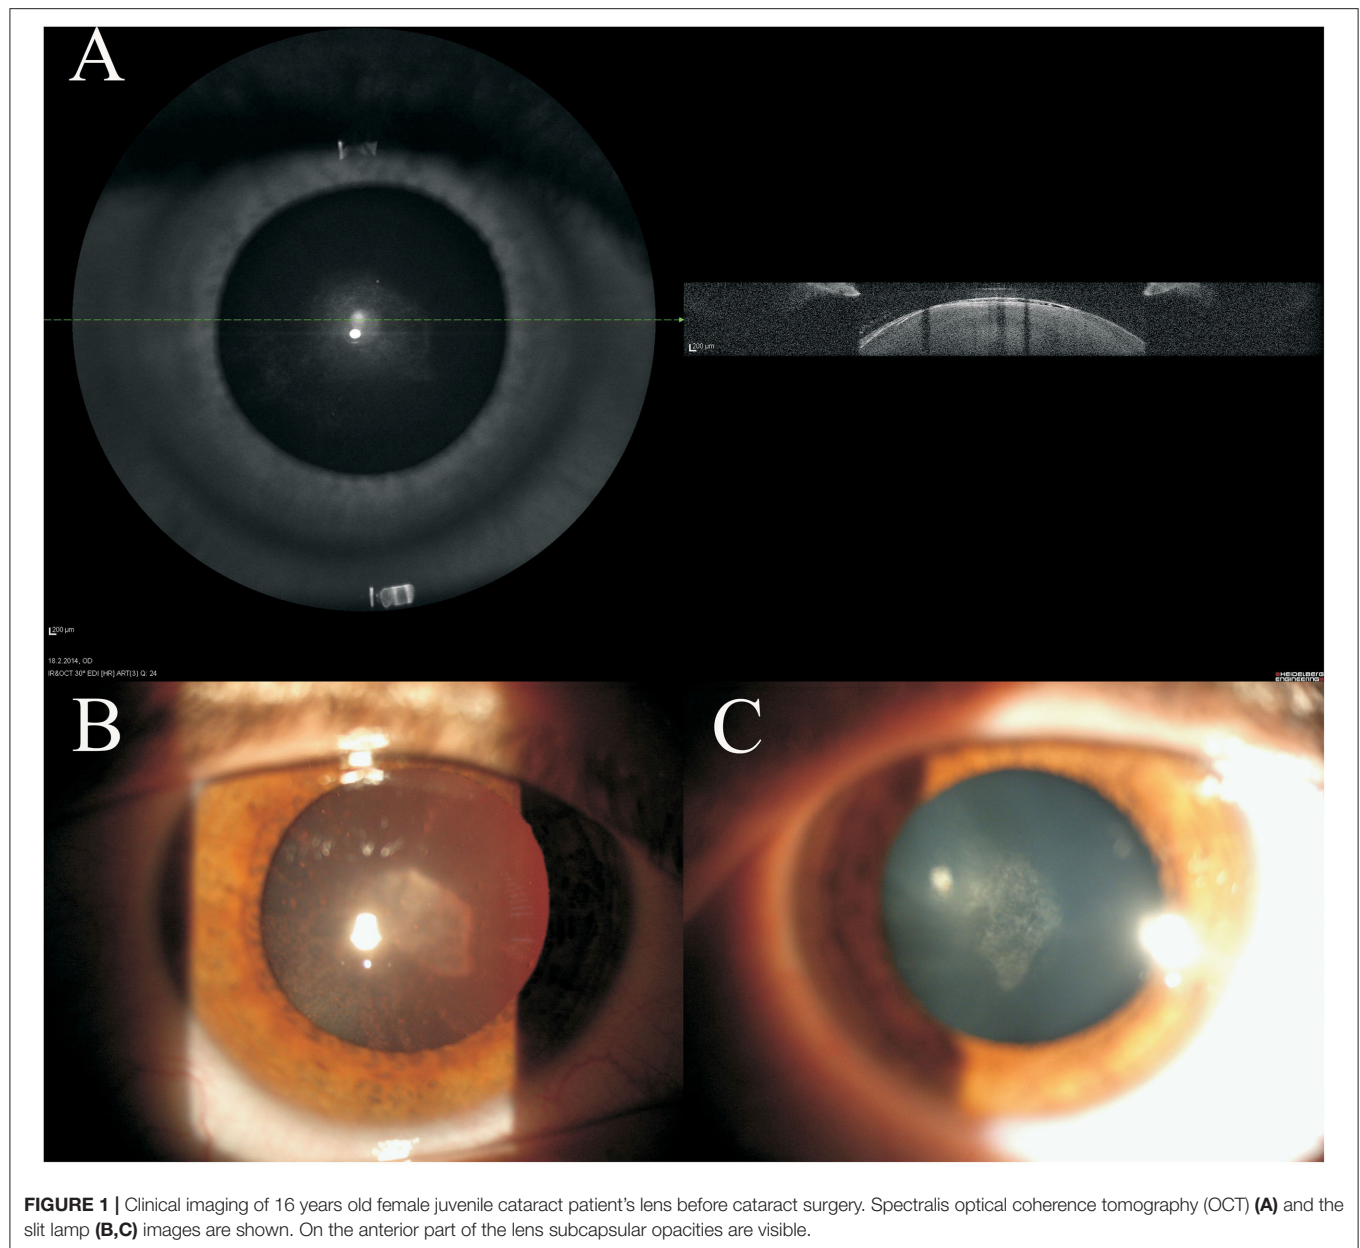 A
200 µm
200 µm
18.2.2014, OD
IR&OCT 30° EDI [HR] ART(3) Q: 24
HEIDELBERG
ENGINEERING
B
C
FIGURE 1 | Clinical imaging of 16 years old female juvenile cataract patient's lens before cataract surgery. Spectralis optical coherence tomography (OCT) (A) and the
slit lamp (B,C) images are shown. On the anterior part of the lens subcapsular opacities are visible.